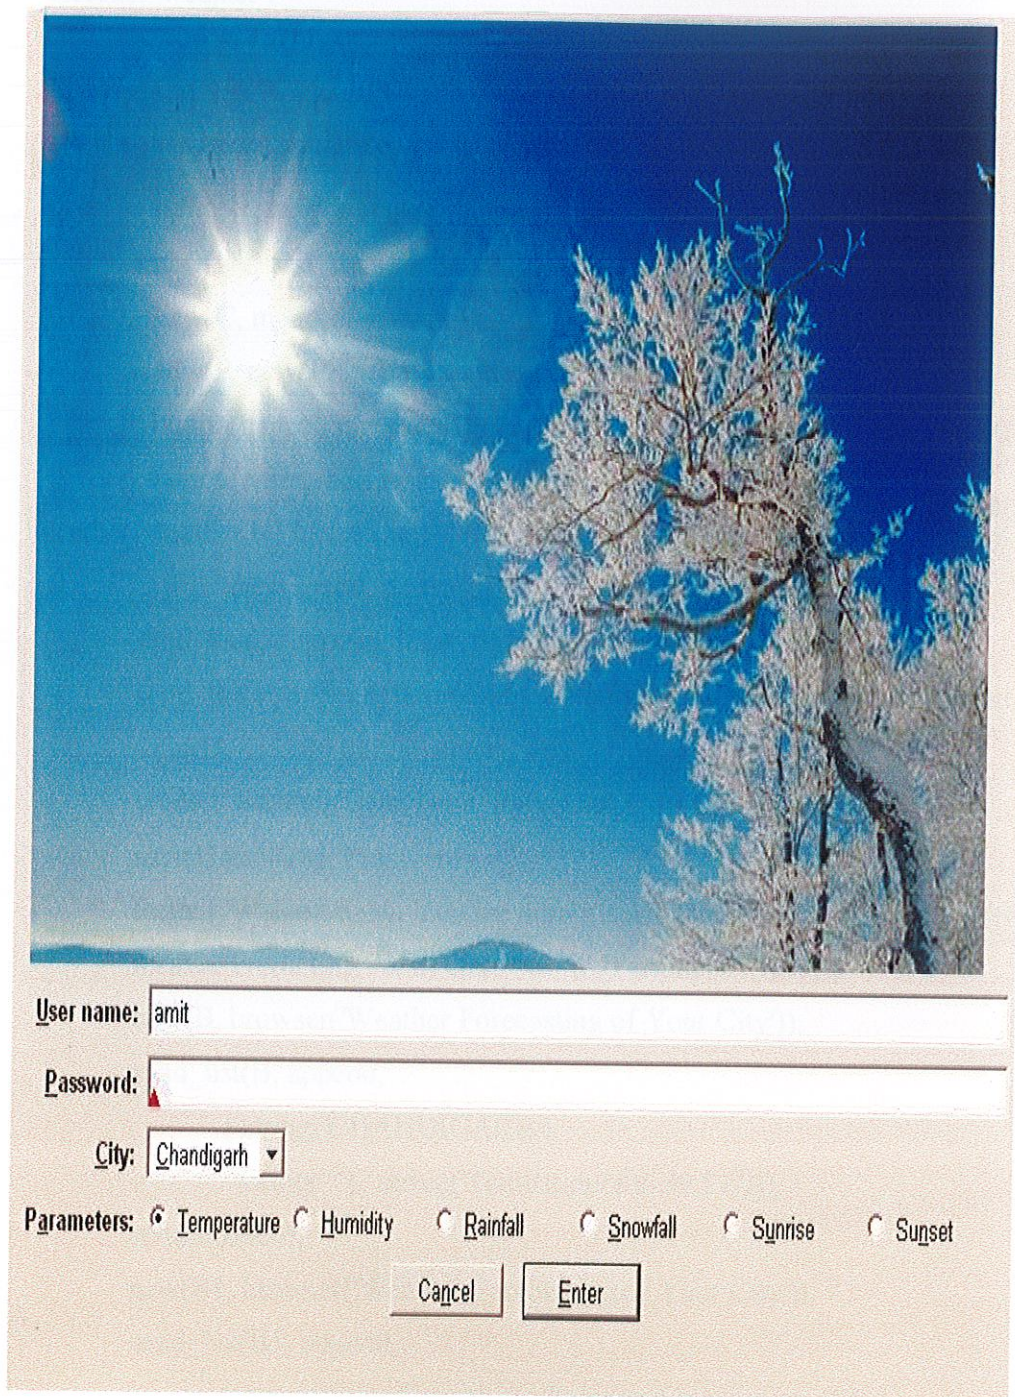 User name: amit
Password:
City: Chandigarh
Parameters: Temperature Humidity Rainfall Snowfall Sunrise Sunset
Cancel Enter